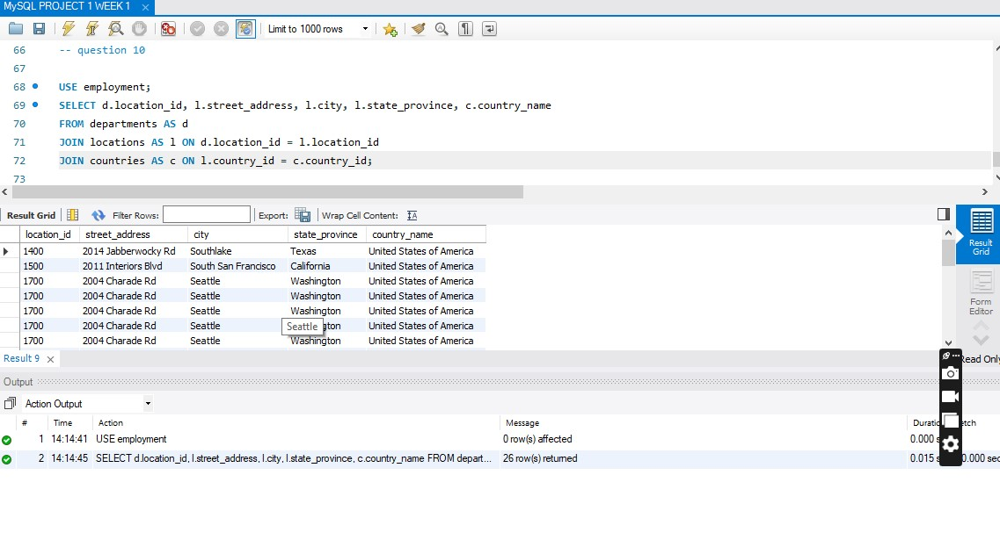 MySQL PROJECT 1 WEEK 1
Limit to 1000 rows
66 -- question 10
67
68 USE employment;
69 SELECT d.location_id, l.street_address, l.city, l.state_province, c.country_name
70 FROM departments AS d
71 JOIN locations AS l ON d.location_id = l.location_id
72 JOIN countries AS c ON l.country_id = c.country_id;
73
Result Grid Filter Rows: Export: Wrap Cell Content:
location_id street_address city state_province country_name
1400 2014 Jabberwocky Rd Southlake Texas United States of America
1500 2011 Interiors Blvd South San Francisco California United States of America
1700 2004 Charade Rd Seattle Washington United States of America
1700 2004 Charade Rd Seattle Washington United States of America
1700 2004 Charade Rd Seattle Washington United States of America
1700 2004 Charade Rd Seattle gton United States of America
1700 2004 Charade Rd Seattle Washington United States of America
Seattle
Result
Grid
Form
Editor
Result 9
Read Only
Output
Action Output
# Time Action Message Duratio etch
1 14:14:41 USE employment 0 row(s) affected 0.000 s
2 14:14:45 SELECT d.location_id, l.street_address, l.city, l.state_province, c.country_name FROM depart... 26 row(s) returned 0.015 s 0.000 sec